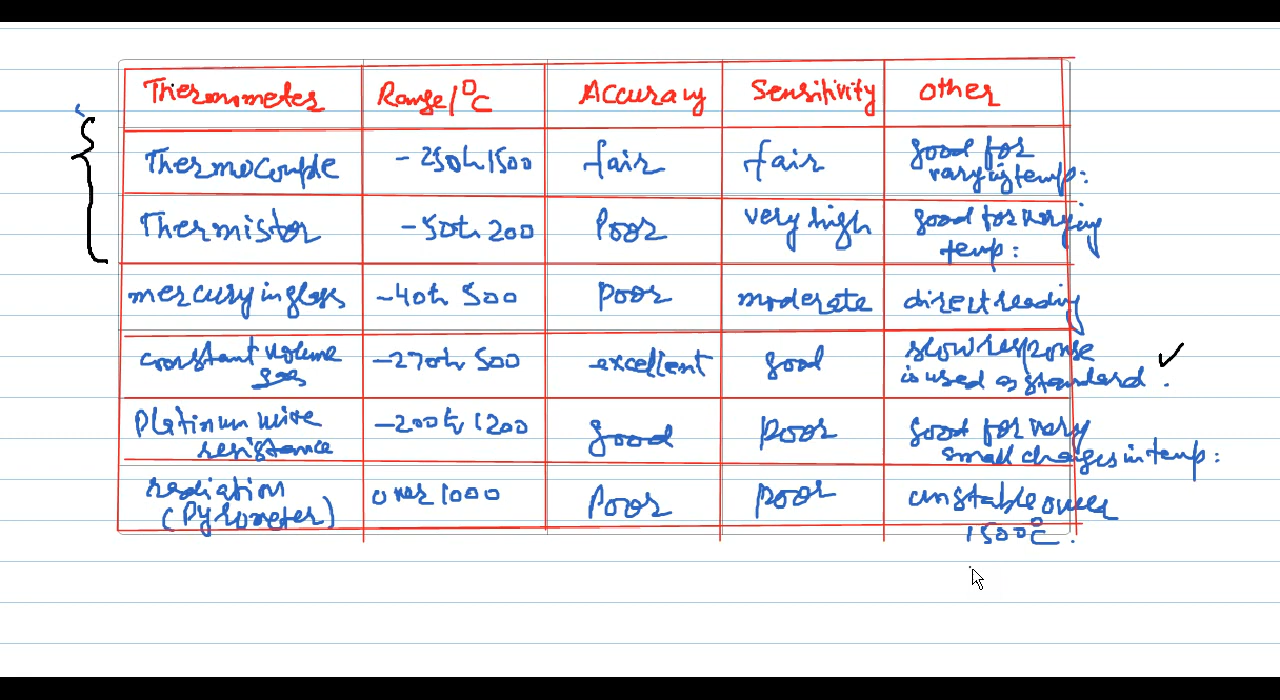 Thermometer Range/°C Accuracy Sensitivity Other
Thermocouple -250 to 1500 fair fair good for
varying temp:
Thermistor -50 to 200 Poor very high good for varying
temp:
mercury in glass -40 to 500 Poor moderate direct reading
constant volume
gas -270 to 500 excellent good slow response
is used as standard.
Platinum wire
resistance -200 to 1200 good Poor good for very
small changes in temp:
radiation
(Pyrometer) over 1000 Poor Poor unstable over
1500°C.